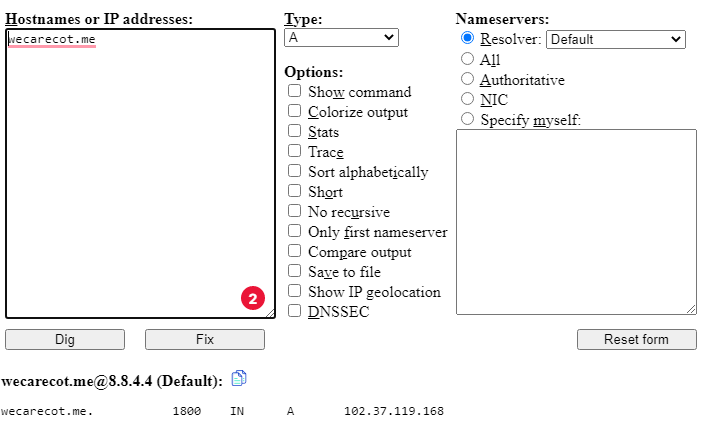 Hostnames or IP addresses:
wecarecot.me
2
Dig
Fix
Type:
A
Options:
Show command
Colorize output
Stats
Trace
Sort alphabetically
Short
No recursive
Only first nameserver
Compare output
Save to file
Show IP geolocation
DNSSEC
Nameservers:
Resolver: Default
All
Authoritative
NIC
Specify myself:
Reset form
wecarecot.me@8.8.4.4 (Default):
wecarecot.me. 1800 IN A 102.37.119.168